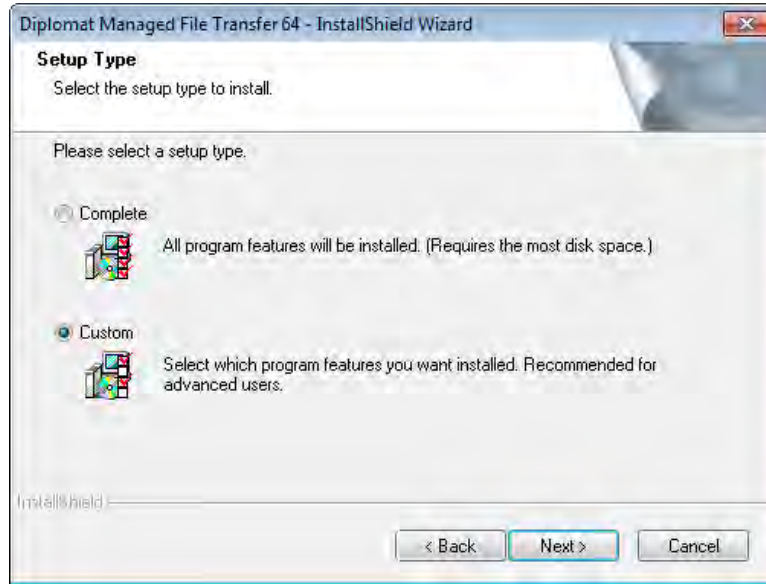 Diplomat Managed File Transfer 64 - InstallShield Wizard
Setup Type
Select the setup type to install.
Please select a setup type.
Complete
All program features will be installed. (Requires the most disk space.)
Custom
Select which program features you want installed. Recommended for
advanced users.
InstallShield
< Back
Next >
Cancel